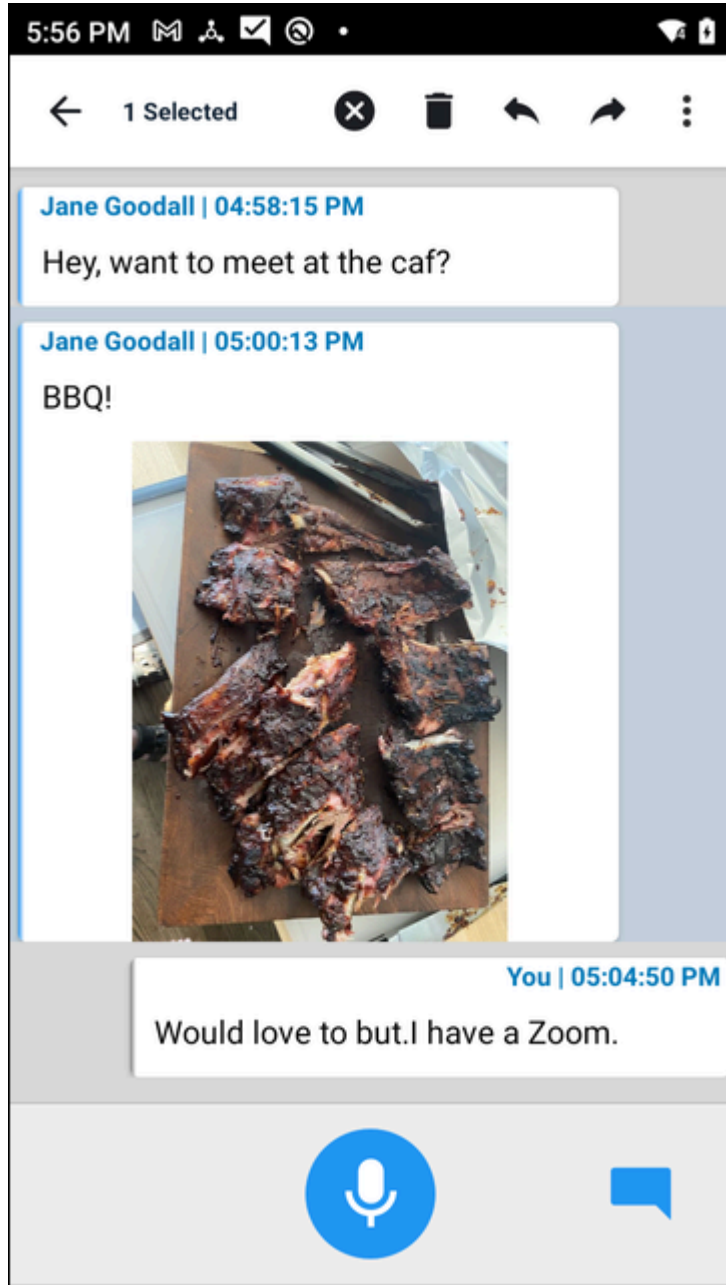 5:56 PM
1 Selected
Jane Goodall | 04:58:15 PM
Hey, want to meet at the caf?
Jane Goodall | 05:00:13 PM
BBQ!
You | 05:04:50 PM
Would love to but.I have a Zoom.